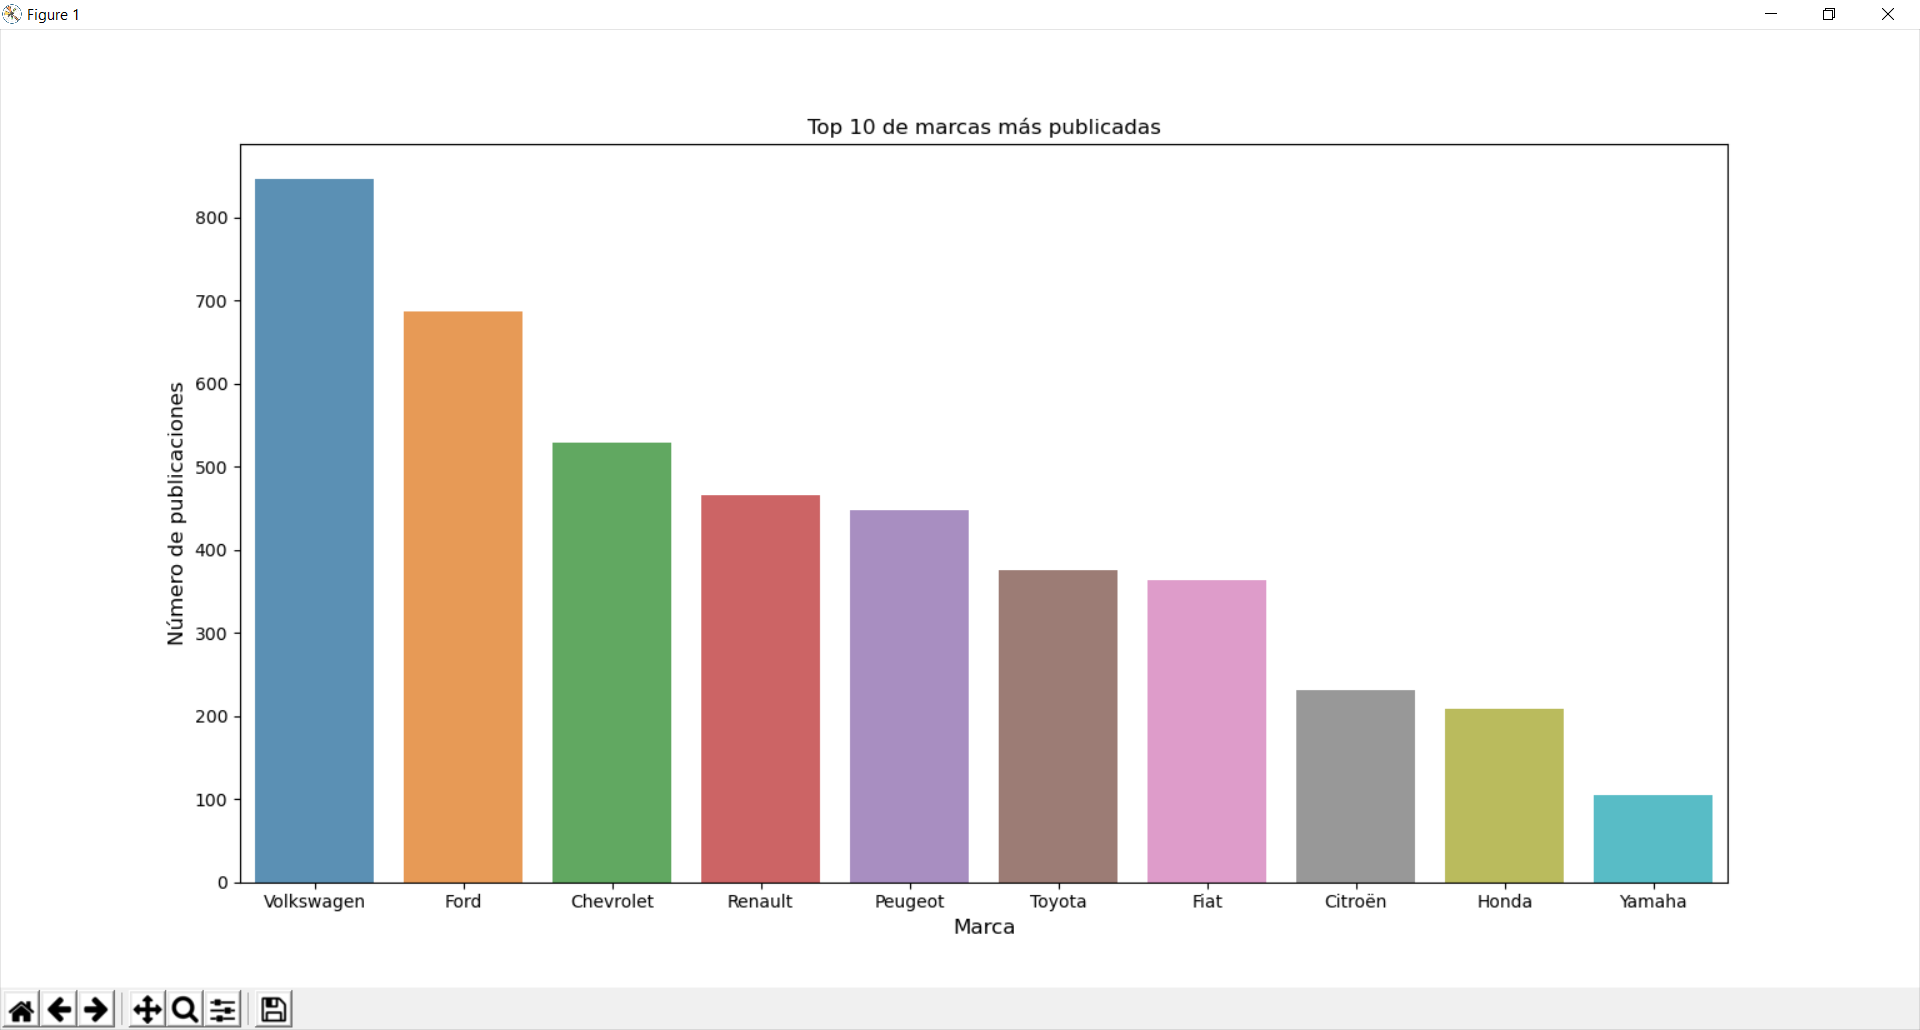 Figure 1
Top 10 de marcas más publicadas
Número de publicaciones
800
700
600
500
400
300
200
100
0
Volkswagen Ford Chevrolet Renault Peugeot Toyota Fiat Citroën Honda Yamaha
Marca